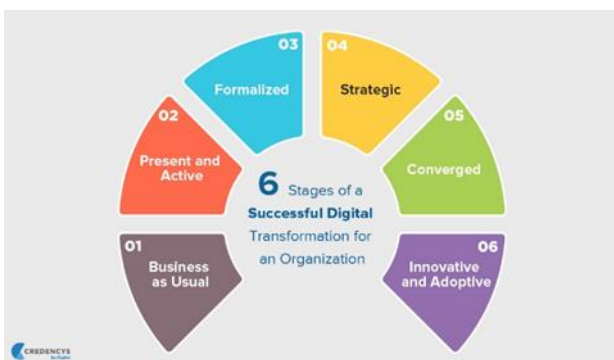 01
Business
as Usual
02
Present and
Active
03
Formalized
04
Strategic
05
Converged
06
Innovative
and Adoptive
6 Stages of a
Successful Digital
Transformation for
an Organization
CREDENCYS